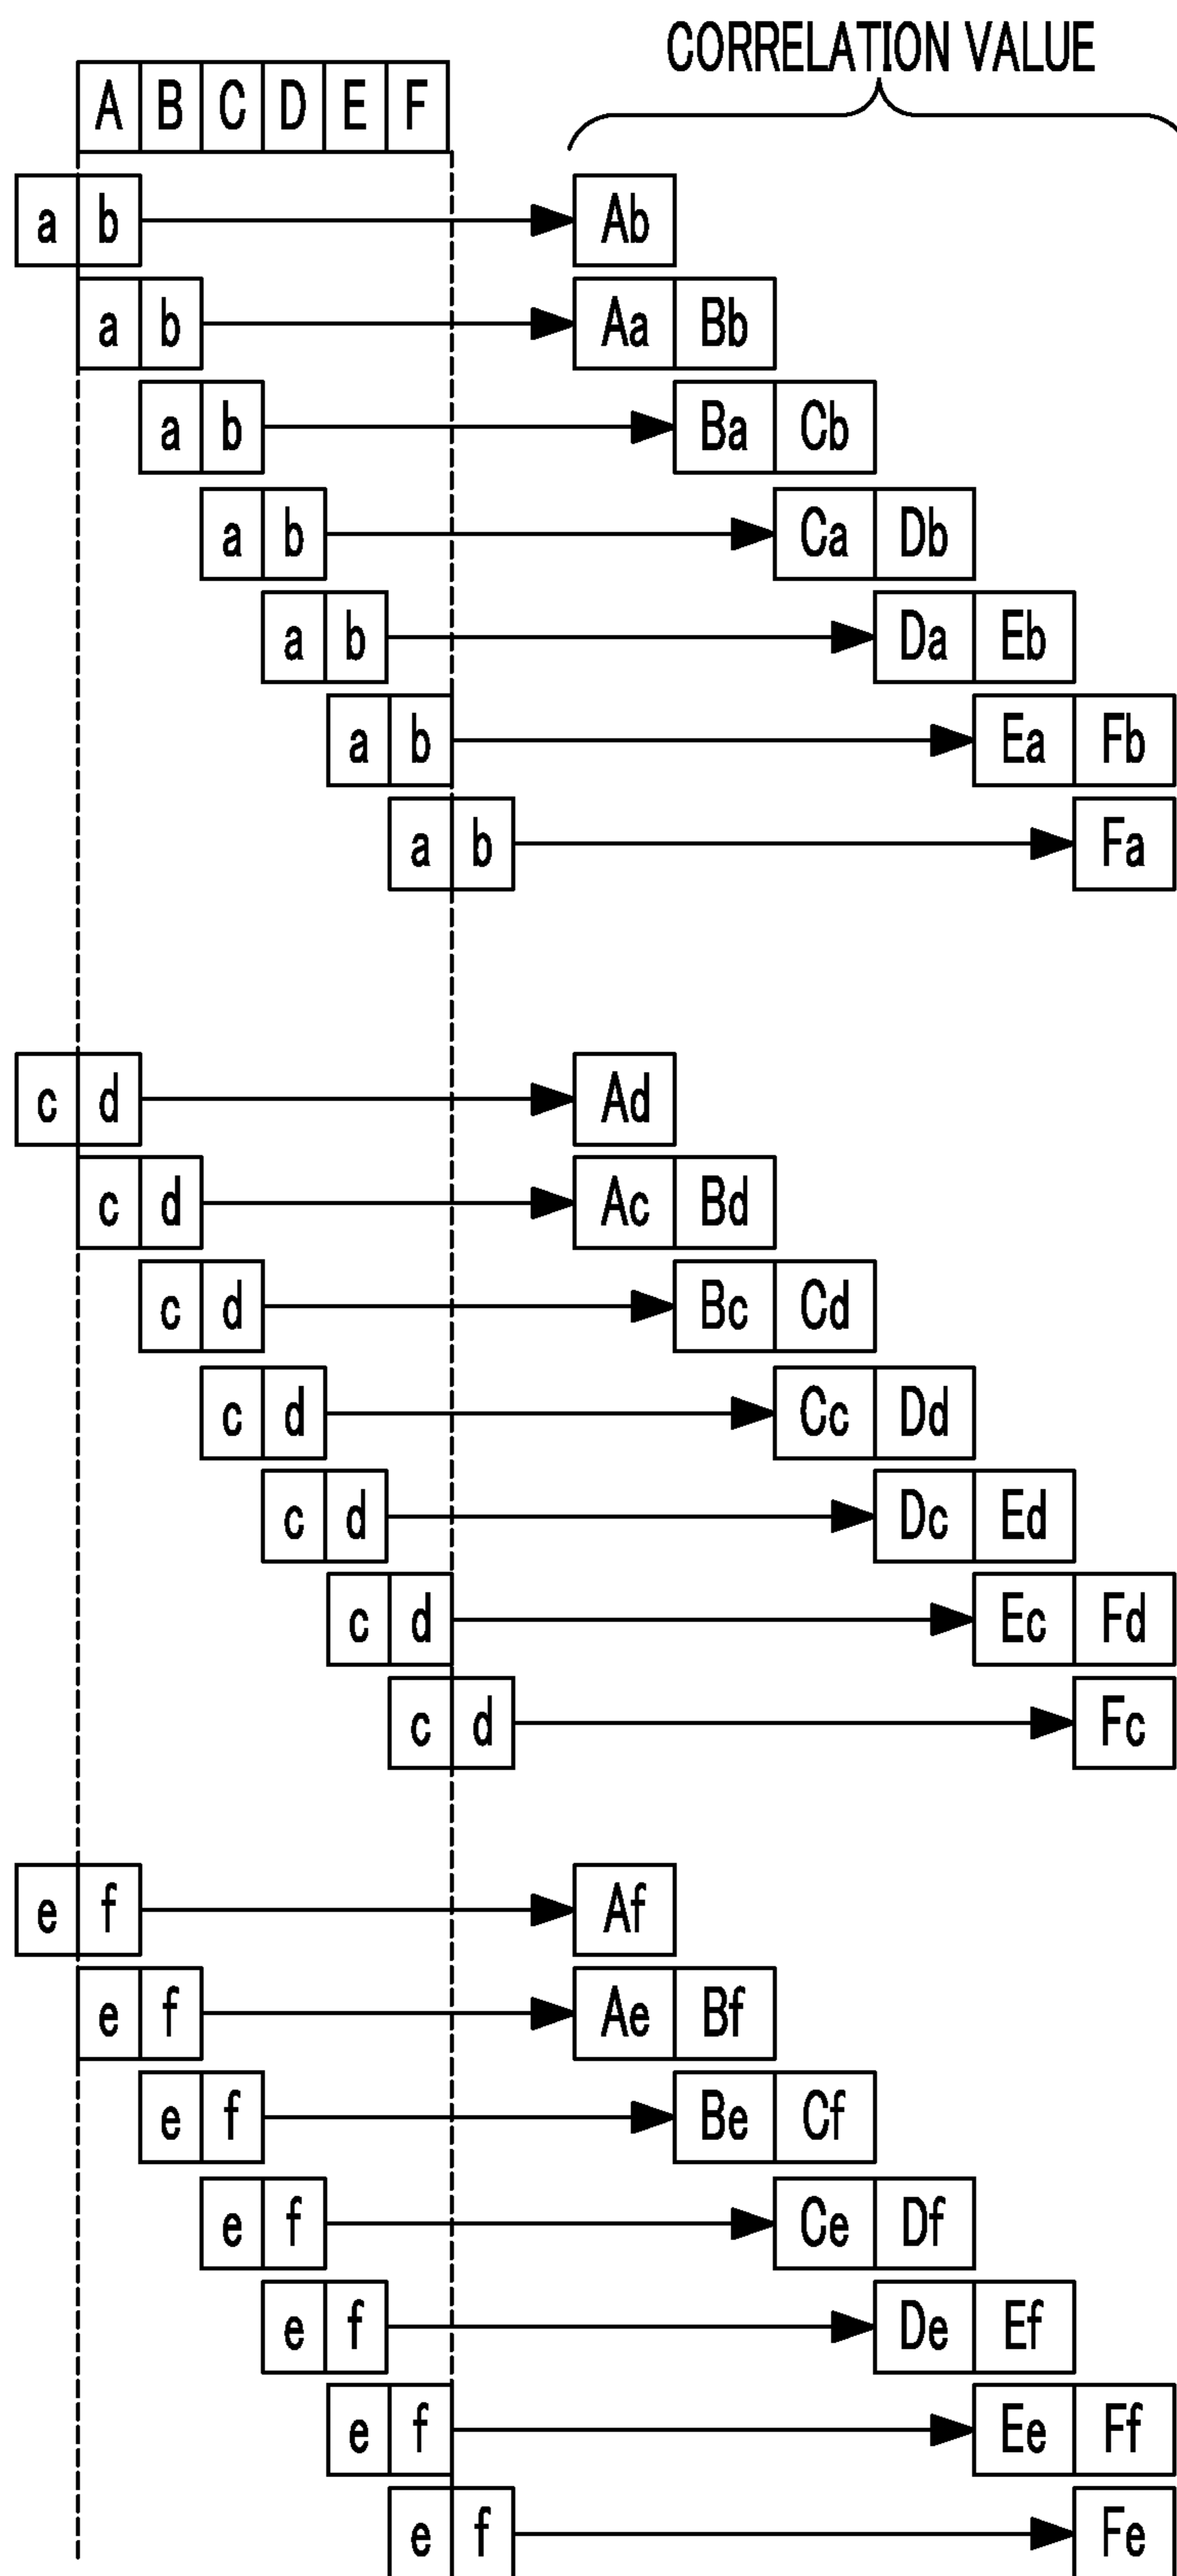 CORRELATION VALUE
A B C D E F
a b Ab
a b Aa Bb
a b Ba Cb
a b Ca Db
a b Da Eb
a b Ea Fb
a b Fa
c d Ad
c d Ac Bd
c d Bc Cd
c d Cc Dd
c d Dc Ed
c d Ec Fd
c d Fc
e f Af
e f Ae Bf
e f Be Cf
e f Ce Df
e f De Ef
e f Ee Ff
e f Fe